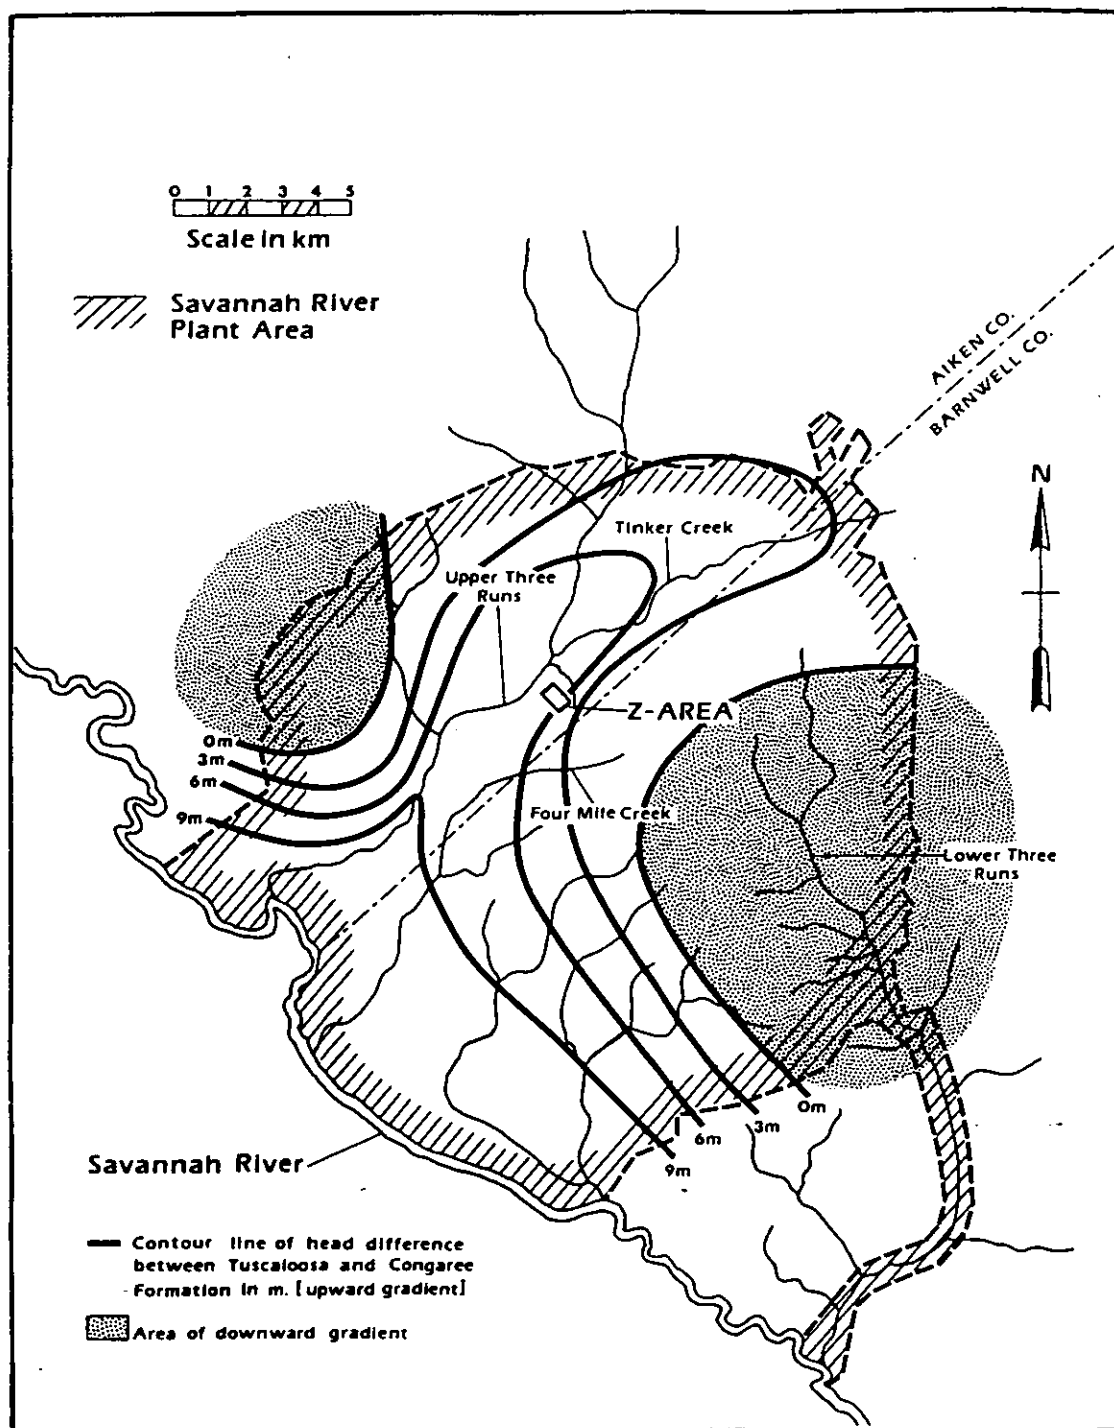 0 1 2 3 4 5
Scale in km
Savannah River
Plant Area
AIKEN CO.
BARNWELL CO.
N
Tinker Creek
Upper Three
Runs
Z-AREA
0m
3m
6m
9m
Four Mile Creek
Lower Three
Runs
0m
3m
6m
9m
Savannah River
Contour line of head difference
between Tuscaloosa and Congaree
Formation in m. [upward gradient]
Area of downward gradient